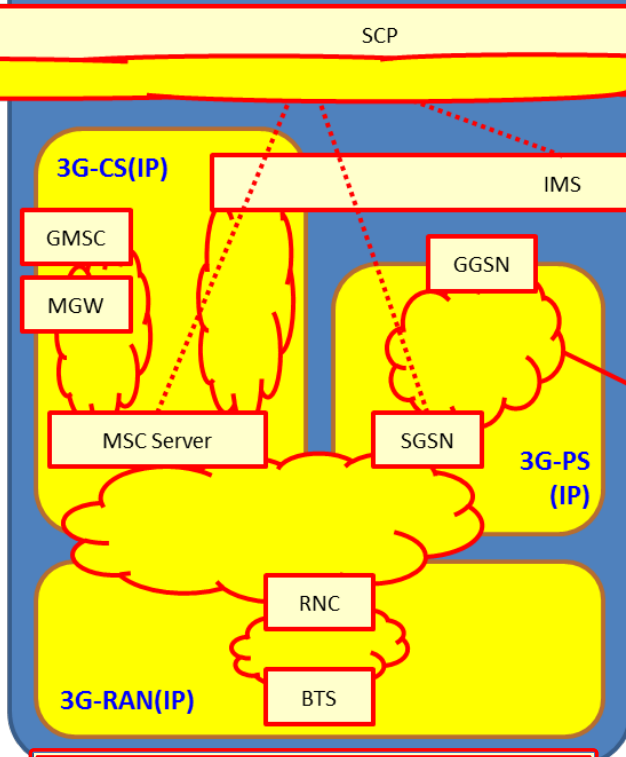 SCP
3G-CS(IP)
IMS
GMSC
GGSN
MGW
MSC Server
SGSN
3G-PS
(IP)
RNC
3G-RAN(IP)
BTS